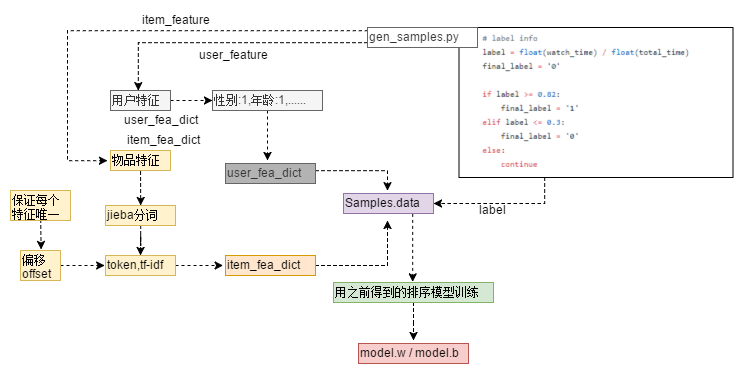 item_feature
gen_samples.py
# label info
label = float(watch_time) / float(total_time)
final_label = '0'
if label >= 0.82:
final_label = '1'
elif label <= 0.3:
final_label = '0'
else:
continue
user_feature
用户特征
性别:1,年龄:1,......
user_fea_dict
item_fea_dict
物品特征
user_fea_dict
保证每个
特征唯一
jieba分词
Samples.data
label
偏移
offset
token,tf-idf
item_fea_dict
用之前得到的排序模型训练
model.w / model.b